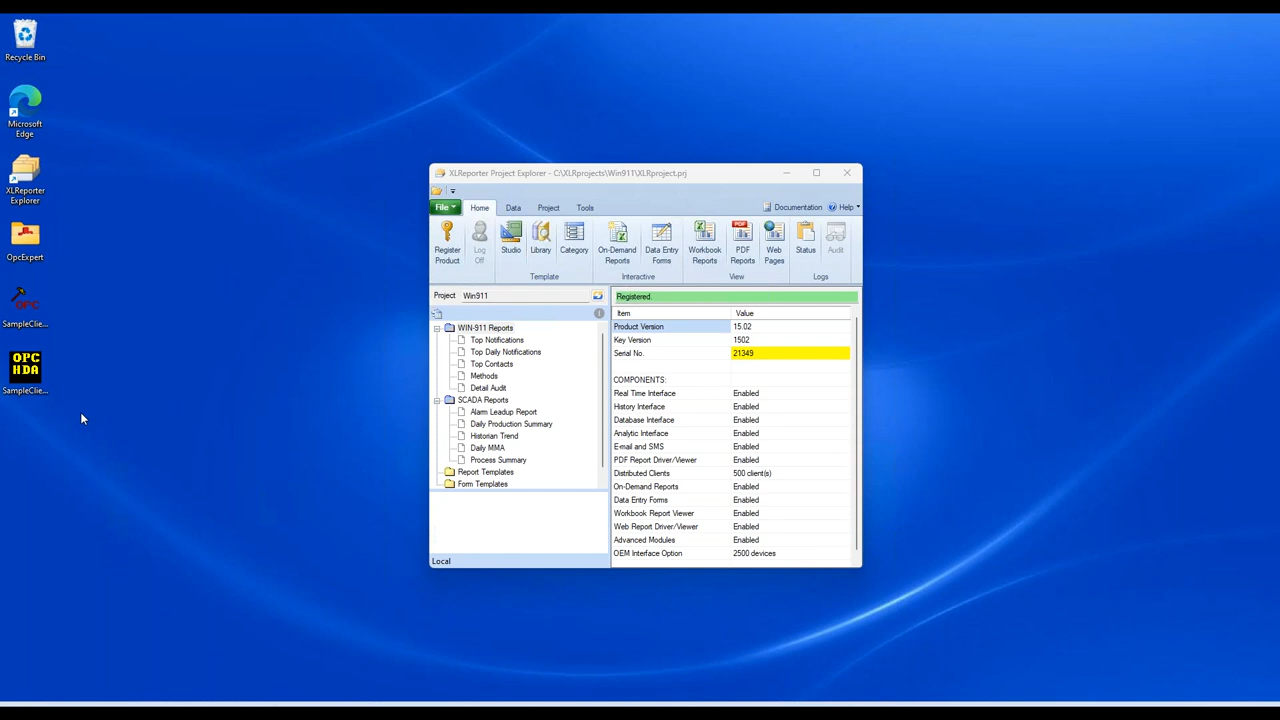 Recycle Bin
Microsoft
Edge
XLReporter
Explorer
OpcExpert
OPC
SampleClie...
OPC
HDA
SampleClie...
XLReporter Project Explorer - C:\XLRprojects\Win911\XLRproject.prj
File
Home
Data
Project
Tools
Documentation
Help
Register
Product
Log
Off
Studio
Library
Category
On-Demand
Reports
Data Entry
Forms
Workbook
Reports
PDF
PDF
Reports
Web
Pages
Status
Audit
Template
Interactive
View
Logs
Project
Win911
WIN-911 Reports
Top Notifications
Top Daily Notifications
Top Contacts
Methods
Detail Audit
SCADA Reports
Alarm Leadup Report
Daily Production Summary
Historian Trend
Daily MMA
Process Summary
Report Templates
Form Templates
Local
Registered.
Item Value
Product Version 15.02
Key Version 1502
Serial No. 21349
COMPONENTS:
Real Time Interface Enabled
History Interface Enabled
Database Interface Enabled
Analytic Interface Enabled
E-mail and SMS Enabled
PDF Report Driver/Viewer Enabled
Distributed Clients 500 client(s)
On-Demand Reports Enabled
Data Entry Forms Enabled
Workbook Report Viewer Enabled
Web Report Driver/Viewer Enabled
Advanced Modules Enabled
OEM Interface Option 2500 devices